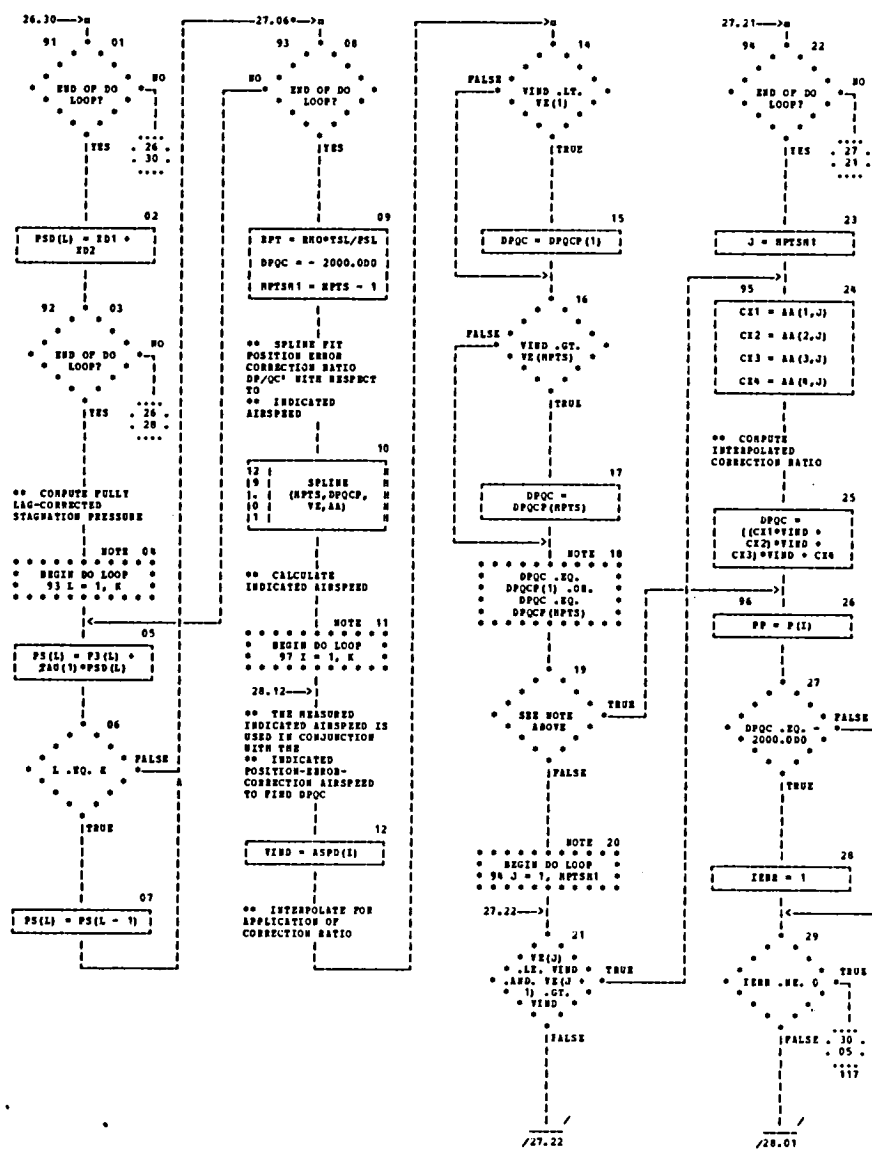 26.30
91 01
END OF DO
LOOP?
NO
26
30
YES
02
PSD(L) = XD1 +
XD2
92 03
END OF DO
LOOP?
NO
26
28
YES
** COMPUTE FULLY
LAG-CORRECTED
STAGNATION PRESSURE
NOTE 04
BEGIN DO LOOP
93 L = 1, K
05
PS(L) = P3(L) +
TAU(1)*PSD(L)
06
L .EQ. K
FALSE
TRUE
07
PS(L) = PS(L - 1)
27.06
93 08
NO
END OF DO
LOOP?
YES
09
RPT = RHO*TSL/PSL
DPQC = - 2000.0D0
NPTSM1 = NPTS - 1
** SPLINE FIT
POSITION ERROR
CORRECTION RATIO
DP/QC' WITH RESPECT
TO
** INDICATED
AIRSPEED
10
SPLINE
(NPTS,DPQCP,
VE,AA)
** CALCULATE
INDICATED AIRSPEED
NOTE 11
BEGIN DO LOOP
97 I = 1, K
28.12
** THE MEASURED
INDICATED AIRSPEED IS
USED IN CONJUNCTION
WITH THE
** INDICATED
POSITION-ERROR-
CORRECTION AIRSPEED
TO FIND DPQC
12
VIND = ASPD(I)
** INTERPOLATE FOR
APPLICATION OF
CORRECTION RATIO
14
FALSE
VIND .LT.
VE(1)
TRUE
15
DPQC = DPQCP(1)
16
FALSE
VIND .GT.
VE(NPTS)
TRUE
17
DPQC =
DPQCP(NPTS)
NOTE 18
DPQC .EQ.
DPQCP(1) .OR.
DPQC .EQ.
DPQCP(NPTS)
19
SEE NOTE
ABOVE
TRUE
FALSE
NOTE 20
BEGIN DO LOOP
94 J = 1, NPTSM1
27.22
21
VE(J)
.LE. VIND
.AND. VE(J +
1) .GT.
VIND
TRUE
FALSE
/27.22
27.21
94 22
END OF DO
LOOP?
NO
27
21
YES
23
J = NPTSM1
95 24
CX1 = AA(1,J)
CX2 = AA(2,J)
CX3 = AA(3,J)
CX4 = AA(4,J)
** COMPUTE
INTERPOLATED
CORRECTION RATIO
25
DPQC =
((CX1*VIND +
CX2)*VIND +
CX3)*VIND + CX4
96 26
PP = P(I)
27
DPQC .EQ. -
2000.0D0
FALSE
TRUE
28
IERR = 1
29
IERR .NE. 0
TRUE
FALSE
30
05
117
/28.01